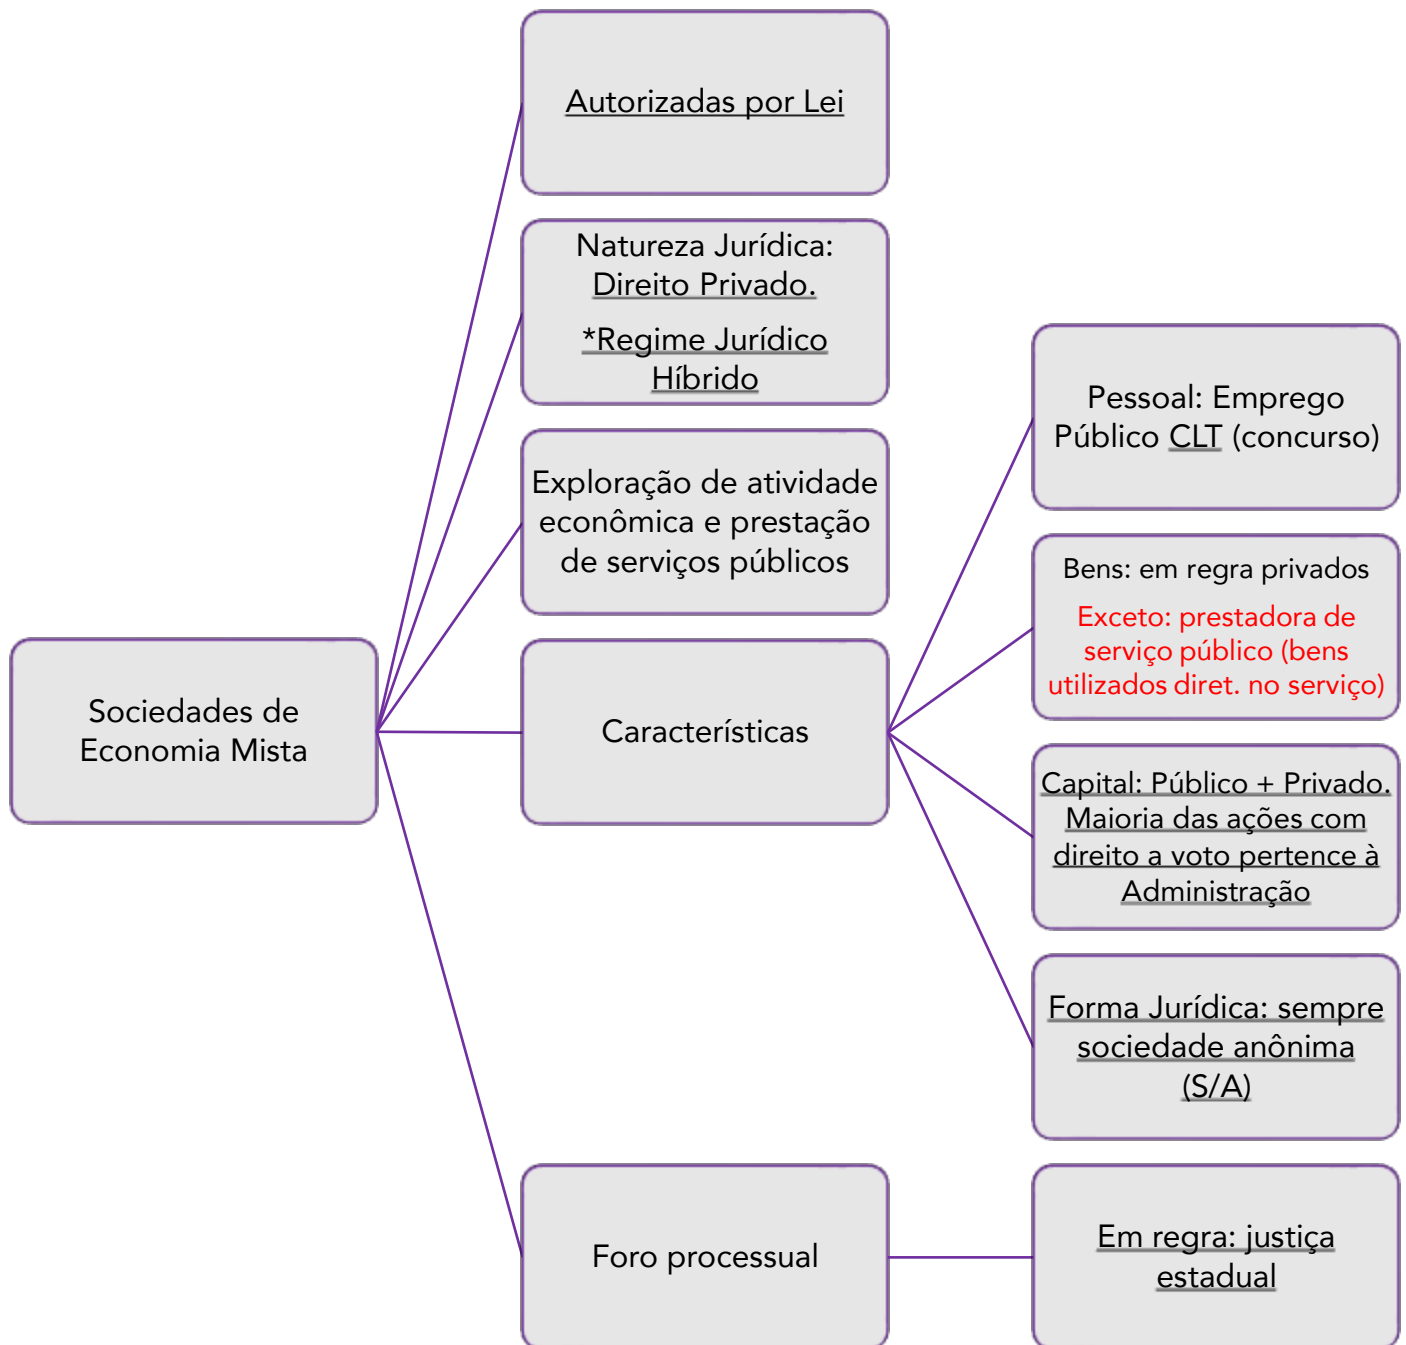 Sociedades de
Economia Mista
Autorizadas por Lei
Natureza Jurídica:
Direito Privado.
*Regime Jurídico
Híbrido
Exploração de atividade
econômica e prestação
de serviços públicos
Características
Pessoal: Emprego
Público CLT (concurso)
Bens: em regra privados
Exceto: prestadora de
serviço público (bens
utilizados diret. no serviço)
Capital: Público + Privado.
Maioria das ações com
direito a voto pertence à
Administração
Forma Jurídica: sempre
sociedade anônima
(S/A)
Foro processual
Em regra: justiça
estadual